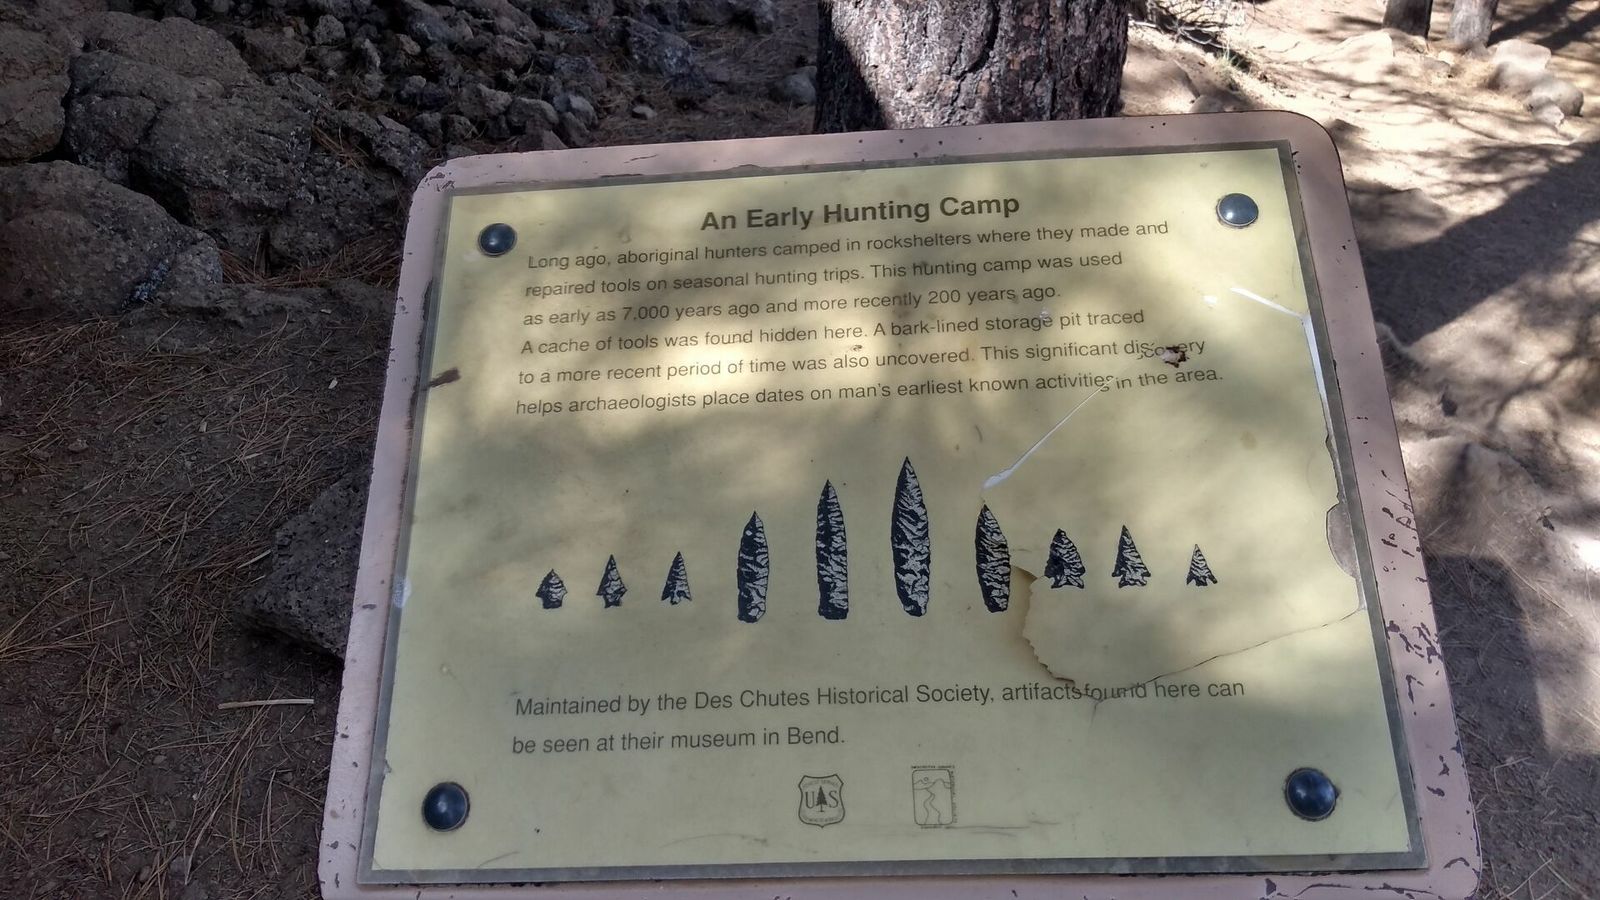 An Early Hunting Camp
Long ago, aboriginal hunters camped in rockshelters where they made and
repaired tools on seasonal hunting trips. This hunting camp was used
as early as 7,000 years ago and more recently 200 years ago.
A cache of tools was found hidden here. A bark-lined storage pit traced
to a more recent period of time was also uncovered. This significant discovery
helps archaeologists place dates on man's earliest known activities in the area.
Maintained by the Des Chutes Historical Society, artifacts found here can
be seen at their museum in Bend.
US